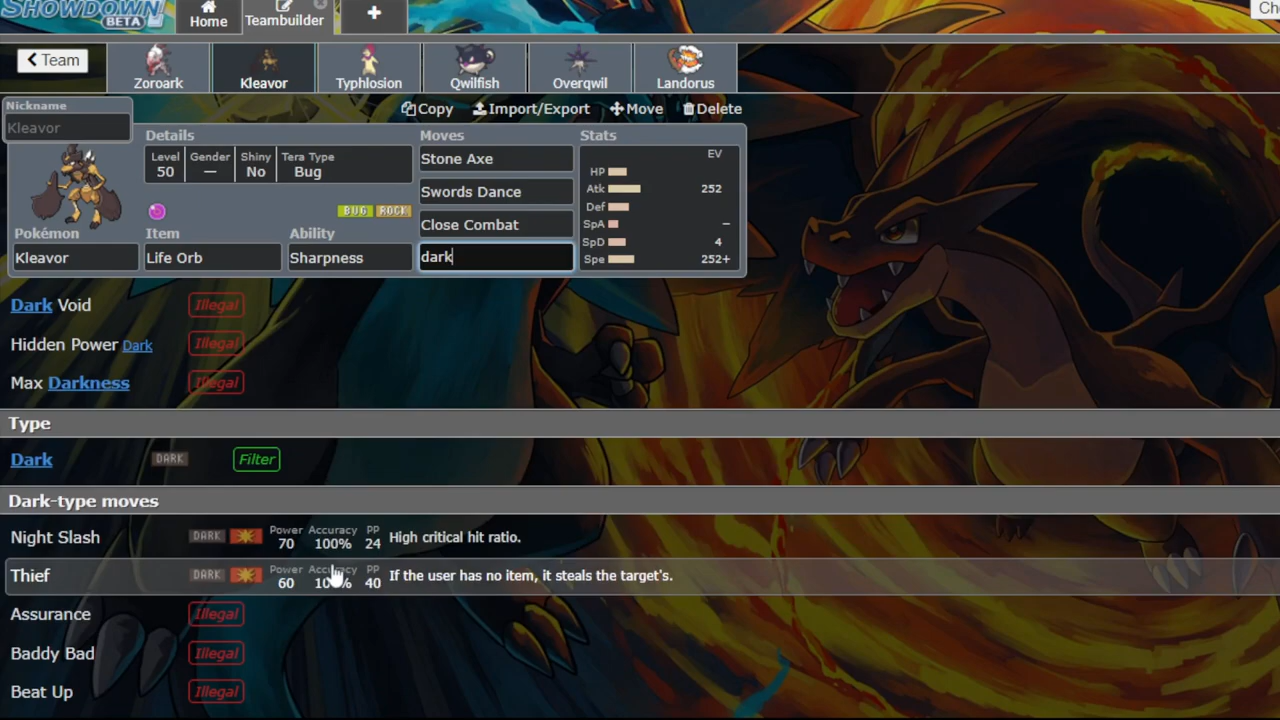 SHOWDOWN
BETA
Home
Teambuilder
+
Ch
Team
Zoroark
Kleavor
Typhlosion
Qwilfish
Overqwil
Landorus
Copy
Import/Export
Move
Delete
Nickname
Kleavor
Details
Level
50
Gender
—
Shiny
No
Tera Type
Bug
BUG ROCK
Pokémon
Kleavor
Item
Life Orb
Ability
Sharpness
Moves
Stone Axe
Swords Dance
Close Combat
dark
Stats
EV
HP
Atk 252
Def
SpA –
SpD 4
Spe 252+
Dark Void Illegal
Hidden Power Dark Illegal
Max Darkness Illegal
Type
Dark DARK Filter
Dark-type moves
Night Slash DARK Power 70 Accuracy 100% PP 24 High critical hit ratio.
Thief DARK Power 60 Accuracy 100% PP 40 If the user has no item, it steals the target's.
Assurance Illegal
Baddy Bad Illegal
Beat Up Illegal